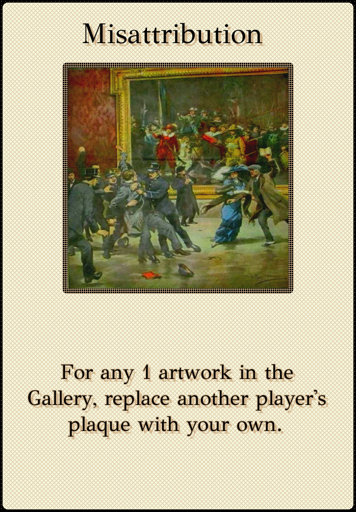 Misattribution
For any 1 artwork in the
Gallery, replace another player's
plaque with your own.